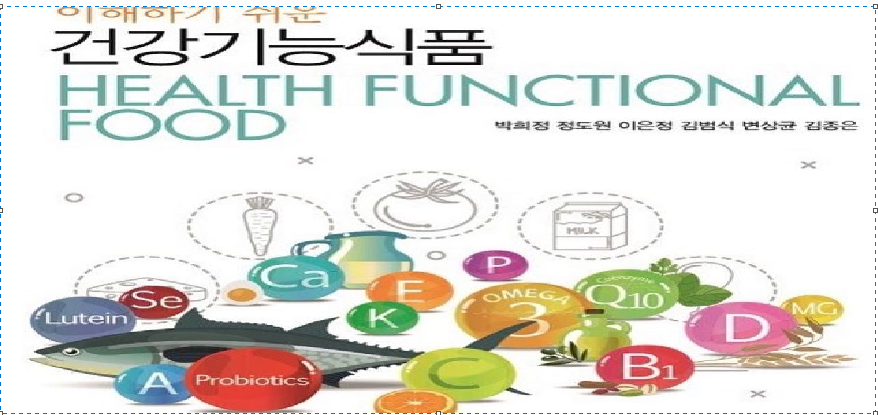 이해하기 쉬운
건강기능식품
HEALTH FUNCTIONAL
FOOD
박희정 정도원 이은정 김범식 변상균 김종은
MILK
Ca
P
E
Coenzyme
Q10
Se
OMEGA
3
MG
Lutein
K
D
B1
A
Probiotics
C